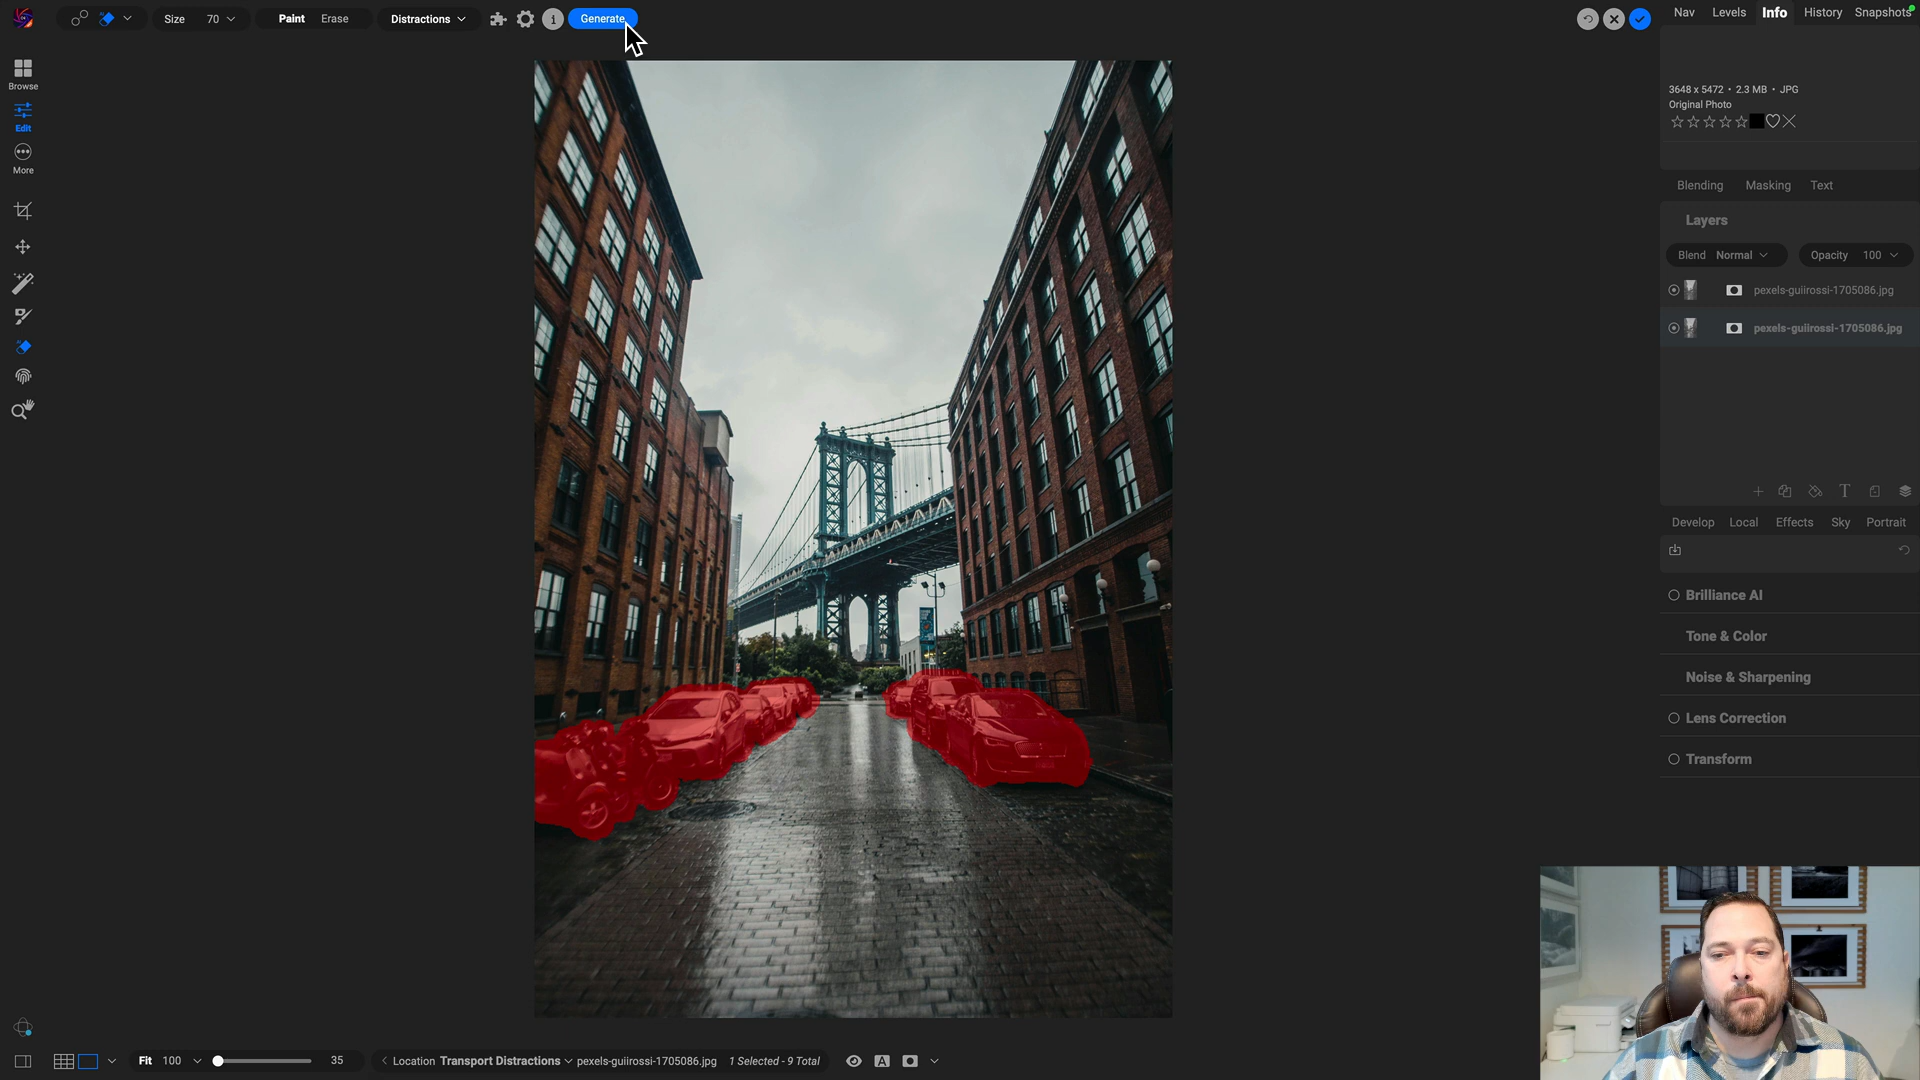 Size 70 Paint Erase Distractions Generate
Nav Levels Info History Snapshots
Browse
Edit
More
3648 x 5472 • 2.3 MB • JPG
Original Photo
Blending Masking Text
Layers
Blend Normal Opacity 100
pexels-guiirossi-1705086.jpg
pexels-guiirossi-1705086.jpg
Develop Local Effects Sky Portrait
Brilliance AI
Tone & Color
Noise & Sharpening
Lens Correction
Transform
Fit 100 35 Location Transport Distractions pexels-guiirossi-1705086.jpg 1 Selected - 9 Total